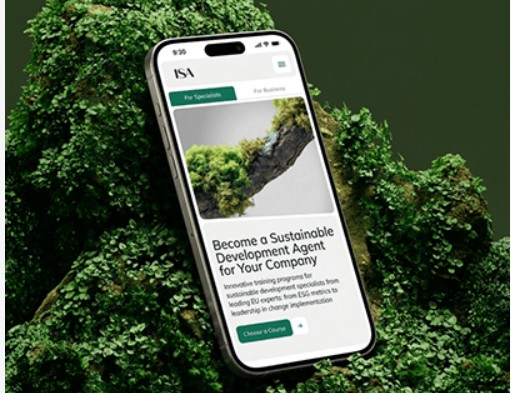 9:30
ISA
For Specialists
For Business
Become a Sustainable
Development Agent
for Your Company
Innovative training programs for
sustainable development specialists from
leading EU experts: from ESG metrics to
leadership in change implementation
Choose a Course